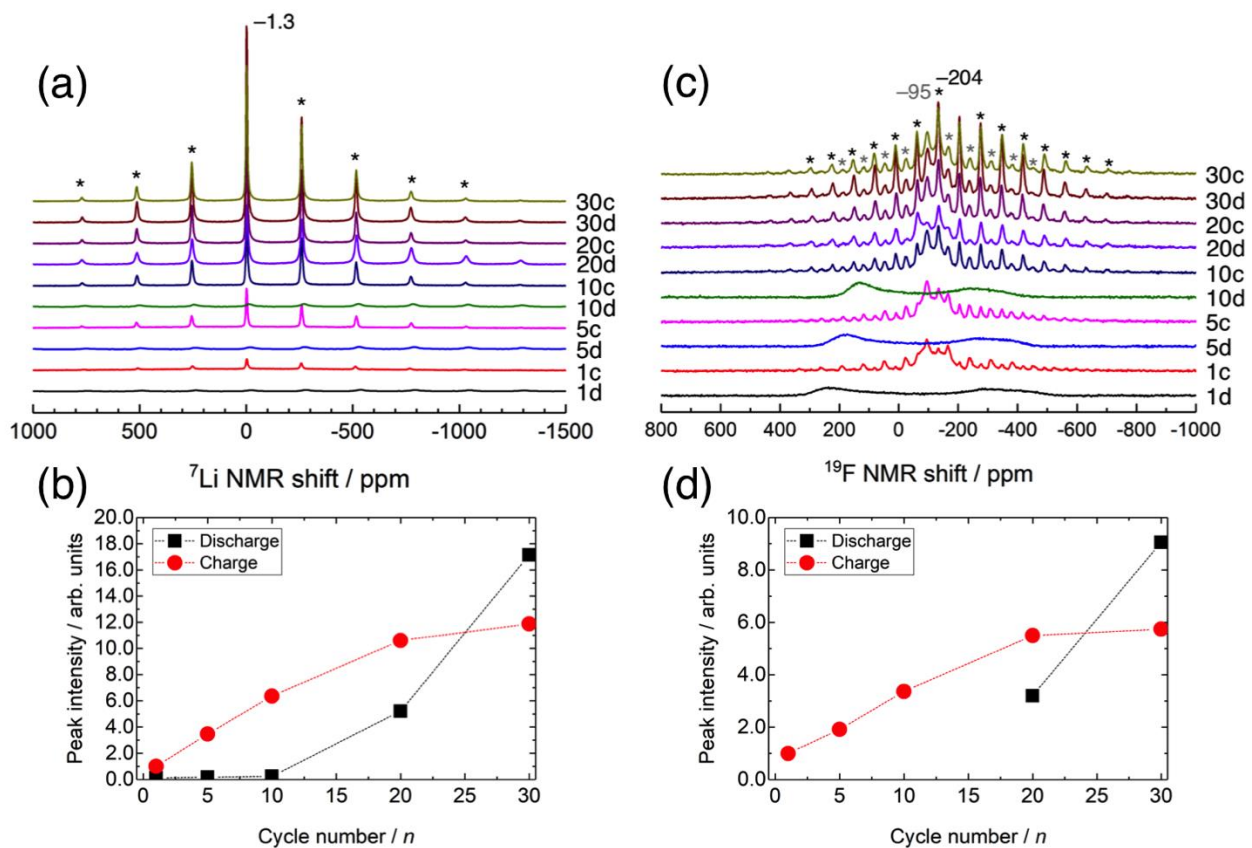 (a)
–1.3
* * * * * * *
30c
30d
20c
20d
10c
10d
5c
5d
1c
1d
1000 500 0 -500 -1000 -1500
⁷Li NMR shift / ppm
(c)
–95 –204
* * * * * * * * * * * * * * * * * * * *
30c
30d
20c
20d
10c
10d
5c
5d
1c
1d
800 600 400 200 0 -200 -400 -600 -800 -1000
¹⁹F NMR shift / ppm
(b)
20.0
18.0
16.0
14.0
12.0
10.0
8.0
6.0
4.0
2.0
0.0
Peak intensity / arb. units
Discharge
Charge
0 5 10 15 20 25 30
Cycle number / n
(d)
10.0
8.0
6.0
4.0
2.0
0.0
Peak intensity / arb. units
Discharge
Charge
0 5 10 15 20 25 30
Cycle number / n